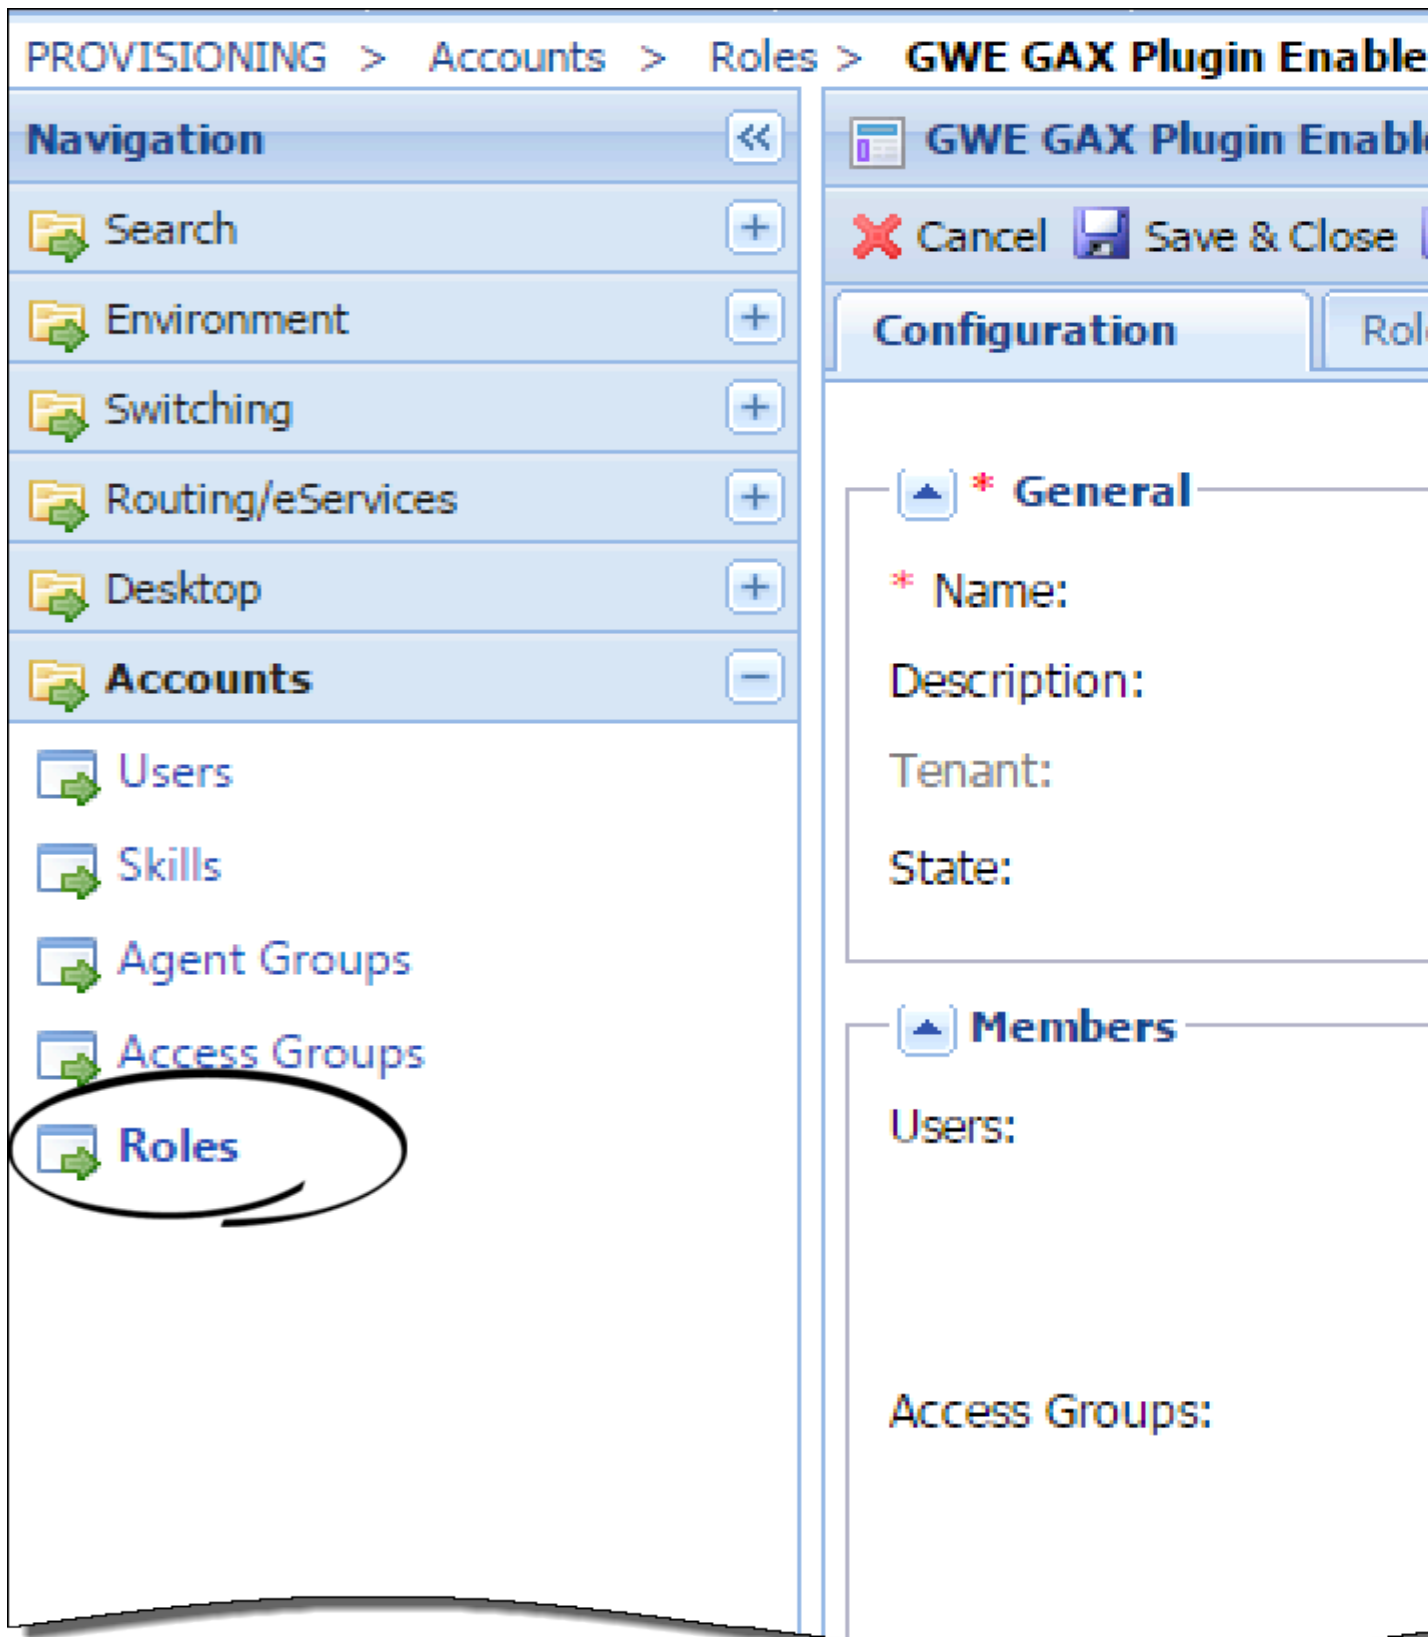 PROVISIONING > Accounts > Roles > GWE GAX Plugin Enable
Navigation
Search
Environment
Switching
Routing/eServices
Desktop
Accounts
Users
Skills
Agent Groups
Access Groups
Roles
GWE GAX Plugin Enabl
Cancel Save & Close
Configuration Rol
* General
* Name:
Description:
Tenant:
State:
Members
Users:
Access Groups: